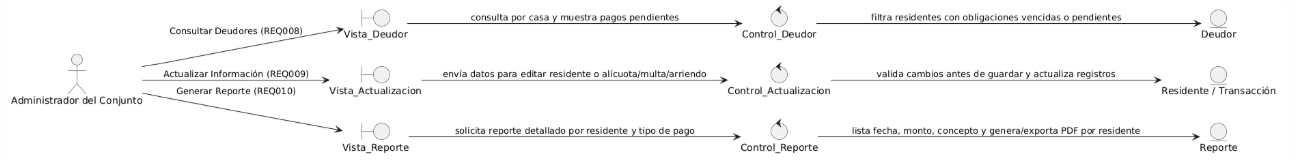 consulta por casa y muestra pagos pendientes
filtra residentes con obligaciones vencidas o pendientes
Consultar Deudores (REQ008)
Vista_Deudor
Control_Deudor
Deudor
Actualizar Información (REQ009)
envía datos para editar residente o alícuota/multa/arriendo
valida cambios antes de guardar y actualiza registros
Generar Reporte (REQ010)
Vista_Actualizacion
Control_Actualizacion
Residente / Transacción
Administrador del Conjunto
solicita reporte detallado por residente y tipo de pago
lista fecha, monto, concepto y genera/exporta PDF por residente
Vista_Reporte
Control_Reporte
Reporte